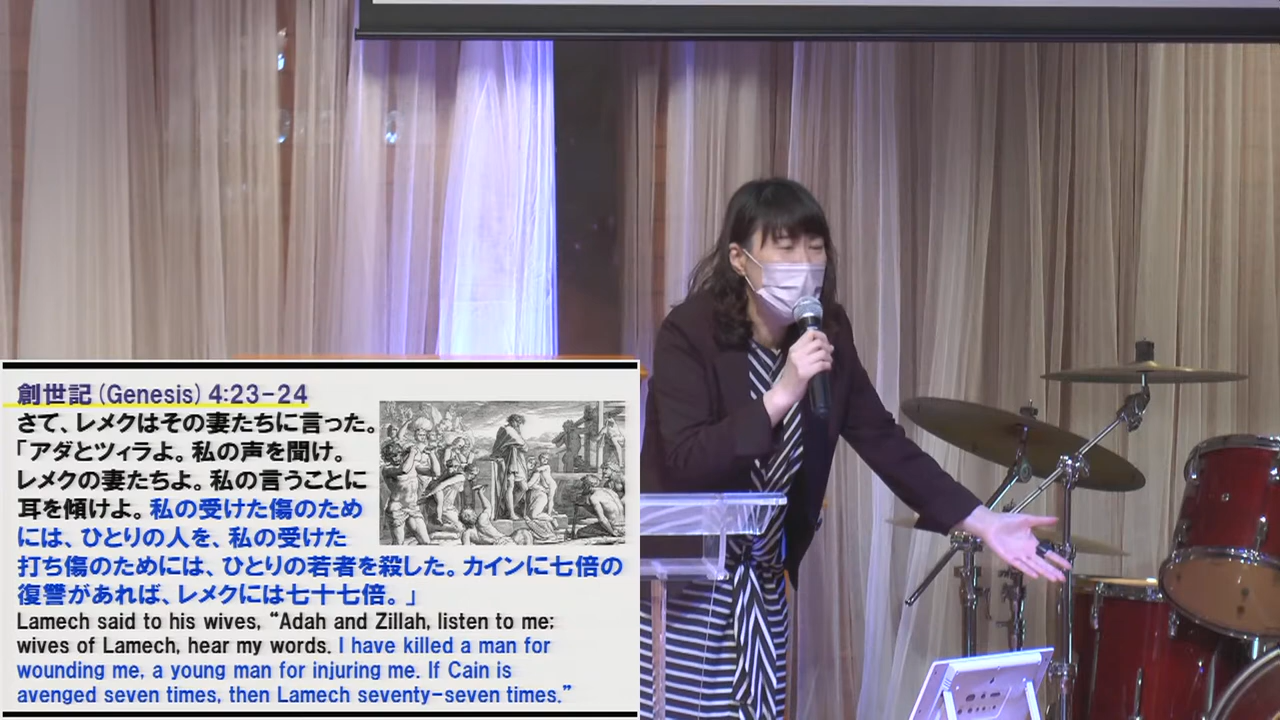 創世記(Genesis)4:23-24
さて、レメクはその妻たちに言った。
「アダとツィラよ。私の声を聞け。
レメクの妻たちよ。私の言うことに
耳を傾けよ。私の受けた傷のため
には、ひとりの人を、私の受けた
打ち傷のためには、ひとりの若者を殺した。カインに七倍の
復讐があれば、レメクには七十七倍。」
Lamech said to his wives, “Adah and Zillah, listen to me;
wives of Lamech, hear my words. I have killed a man for
wounding me, a young man for injuring me. If Cain is
avenged seven times, then Lamech seventy-seven times.”